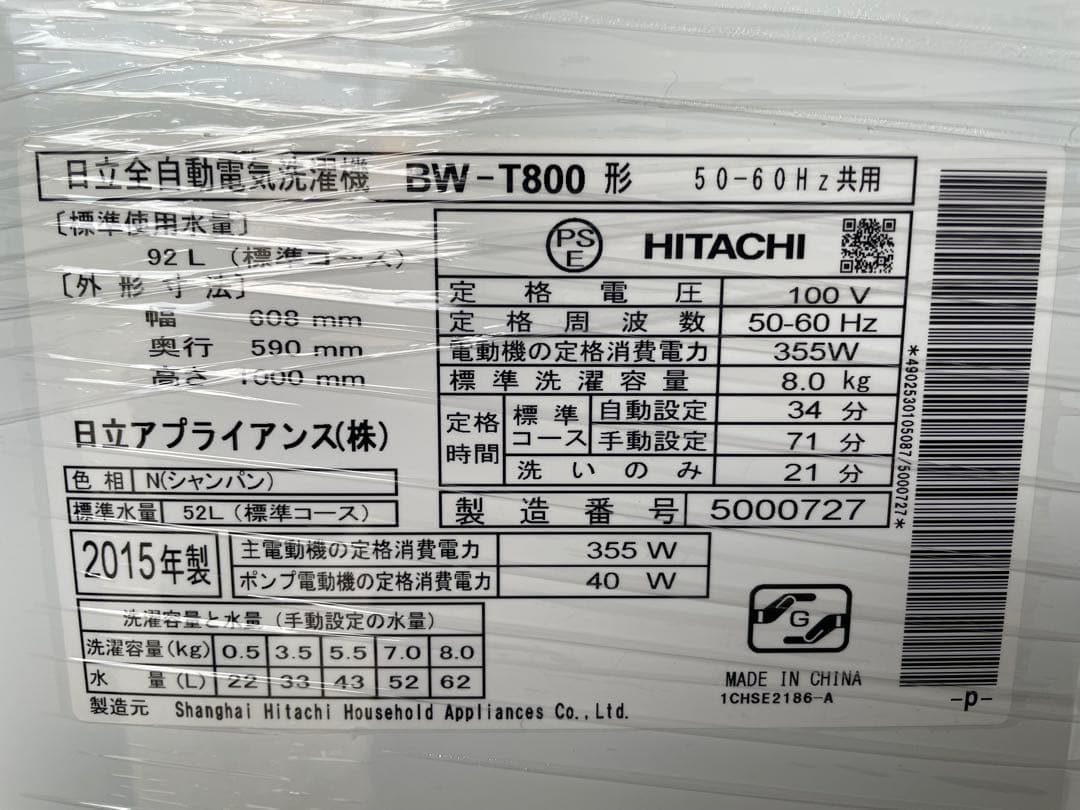 日立全自動電気洗濯機 BW-T800 形 50-60Hz共用
〔標準使用水量〕
92L (標準コース)
〔外形寸法〕
幅 608 mm
奥行 590 mm
高さ 1000 mm
日立アプライアンス(株)
色相 N(シャンパン)
標準水量 52L (標準コース)
PS E HITACHI
定格電圧 100 V
定格周波数 50-60 Hz
電動機の定格消費電力 355W
標準洗濯容量 8.0 kg
定格時間 標準コース 自動設定 34 分
手動設定 71 分
洗いのみ 21 分
製造番号 5000727
*4902530105087/5000727*
2015年製
主電動機の定格消費電力 355 W
ポンプ電動機の定格消費電力 40 W
洗濯容量と水量 (手動設定の水量)
洗濯容量(kg) 0.5 3.5 5.5 7.0 8.0
水量(L) 22 33 43 52 62
製造元 Shanghai Hitachi Household Appliances Co.,Ltd.
G
MADE IN CHINA
1CHSE2186-A
-p-